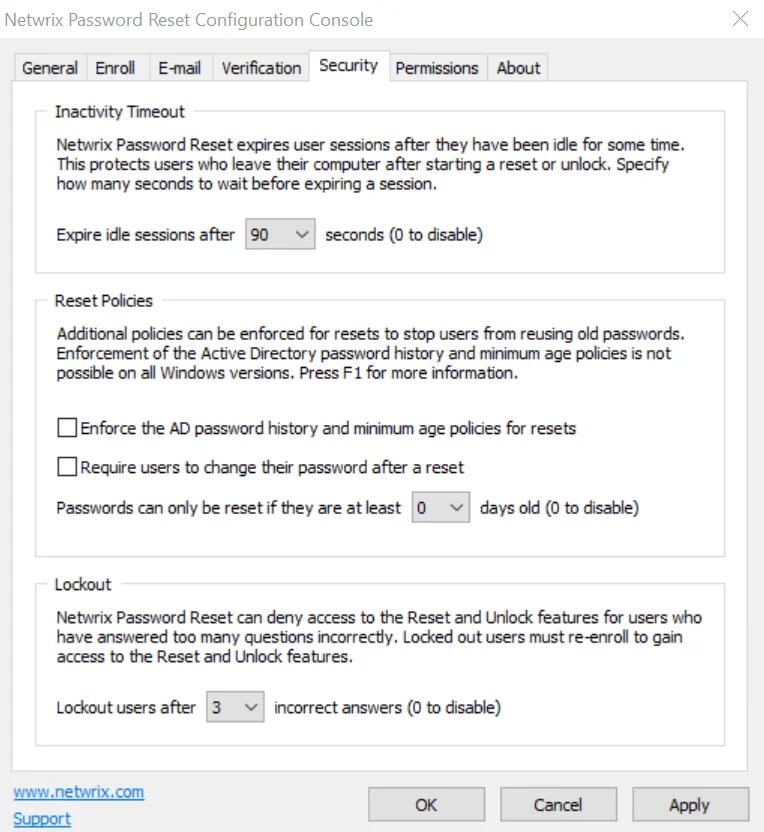 Netwrix Password Reset Configuration Console
General Enroll E-mail Verification Security Permissions About
Inactivity Timeout
Netwrix Password Reset expires user sessions after they have been idle for some time.
This protects users who leave their computer after starting a reset or unlock. Specify
how many seconds to wait before expiring a session.
Expire idle sessions after 90 seconds (0 to disable)
Reset Policies
Additional policies can be enforced for resets to stop users from reusing old passwords.
Enforcement of the Active Directory password history and minimum age policies is not
possible on all Windows versions. Press F1 for more information.
Enforce the AD password history and minimum age policies for resets
Require users to change their password after a reset
Passwords can only be reset if they are at least 0 days old (0 to disable)
Lockout
Netwrix Password Reset can deny access to the Reset and Unlock features for users who
have answered too many questions incorrectly. Locked out users must re-enroll to gain
access to the Reset and Unlock features.
Lockout users after 3 incorrect answers (0 to disable)
www.netwrix.com
Support
OK Cancel Apply